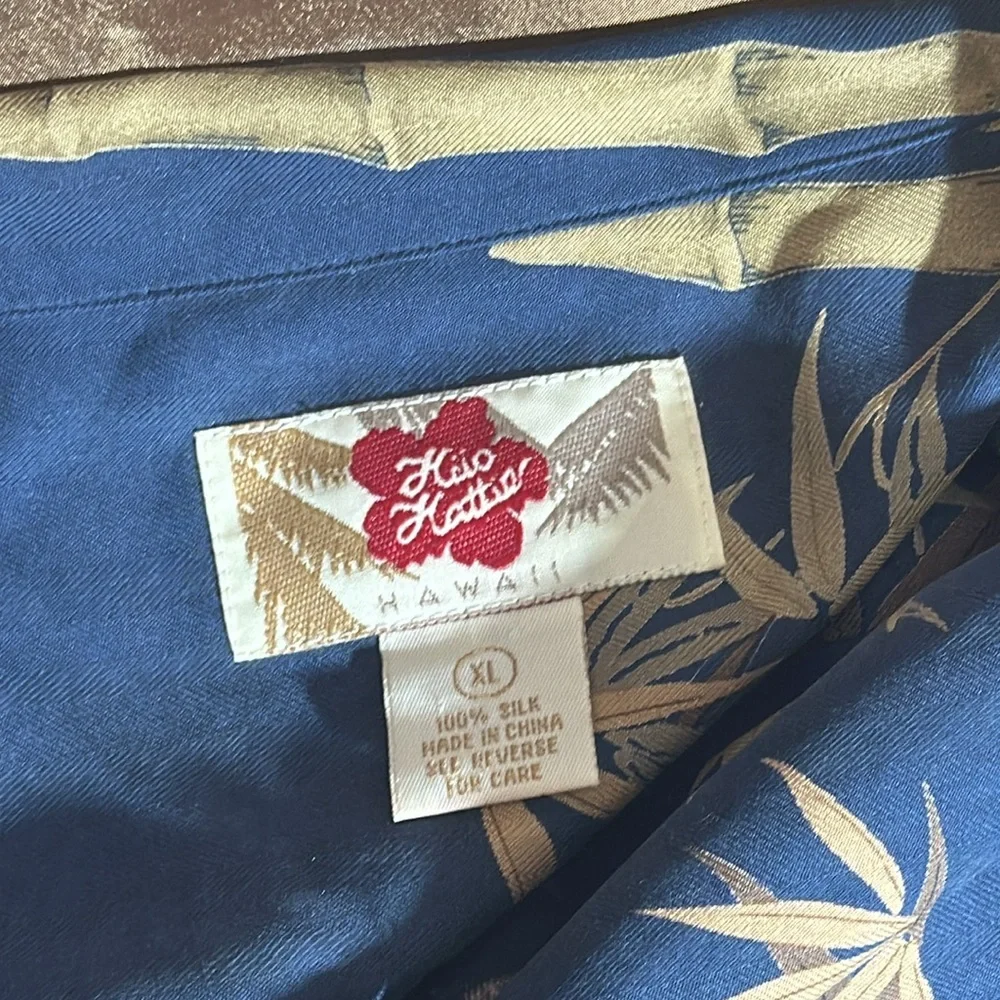 Hilo
Hattie
HAWAII
XL
100% SILK
MADE IN CHINA
SEE REVERSE
FOR CARE